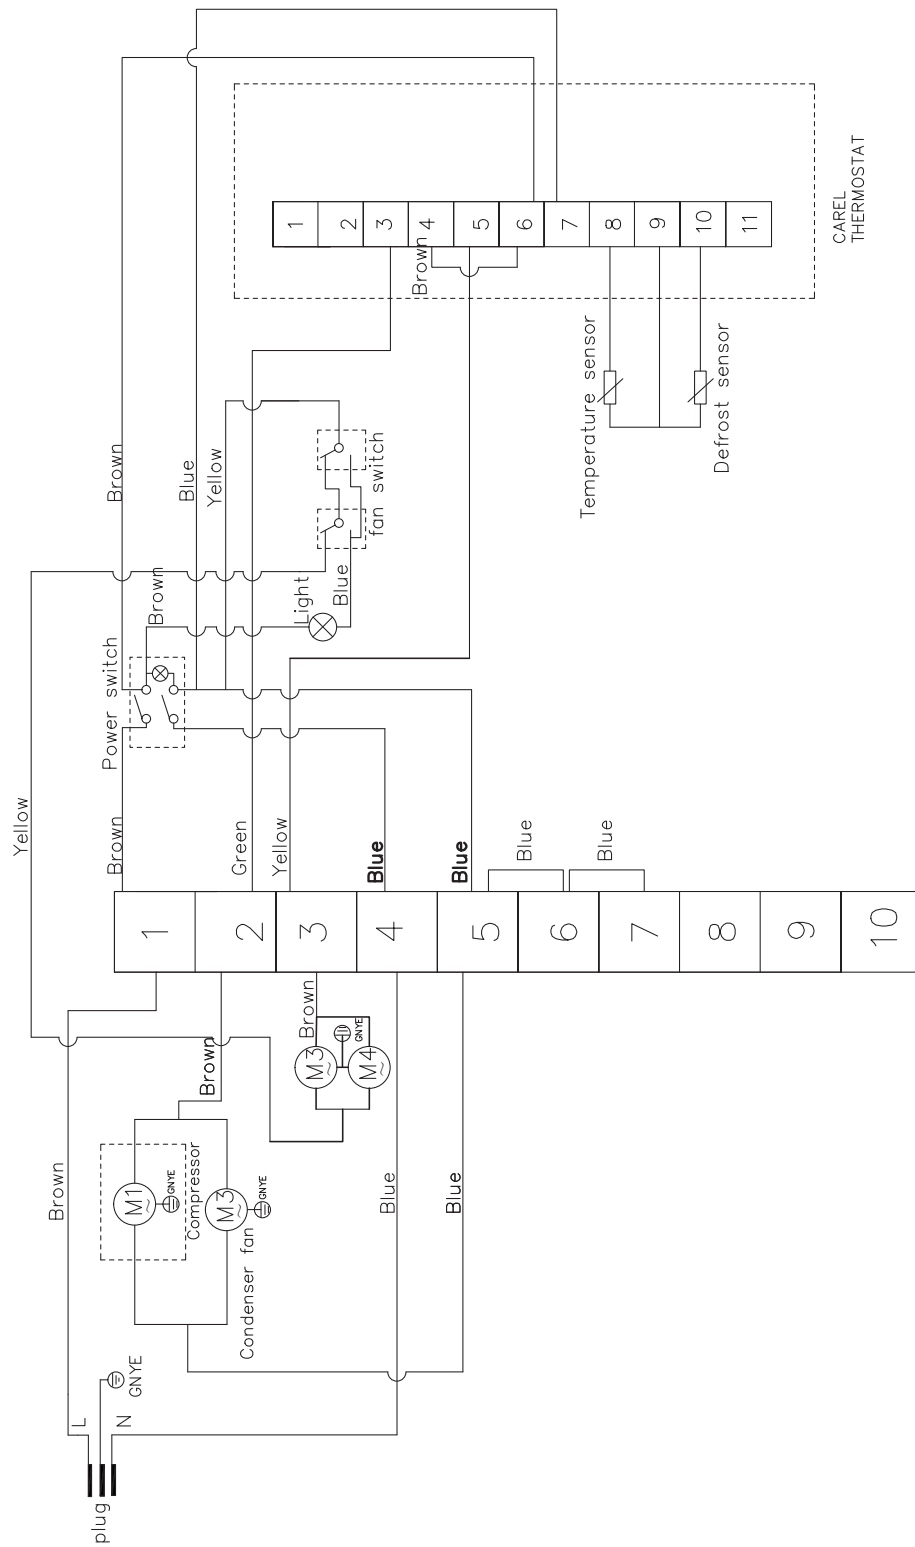 Yellow
Brown
Blue
Yellow
Power switch
Brown
Light
Blue
fan switch
Brown
1
2
3
4
5
6
7
8
9
10
11
CAREL
THERMOSTAT
Temperature sensor
Defrost sensor
Brown
Green
Yellow
Blue
Blue
Blue
Blue
1
2
3
4
5
6
7
8
9
10
Brown
Brown
Brown
GNYE
M3
~
M4
~
M1
~
GNYE
Compressor
M3
~
GNYE
Condenser fan
Blue
Blue
L
N
GNYE
plug